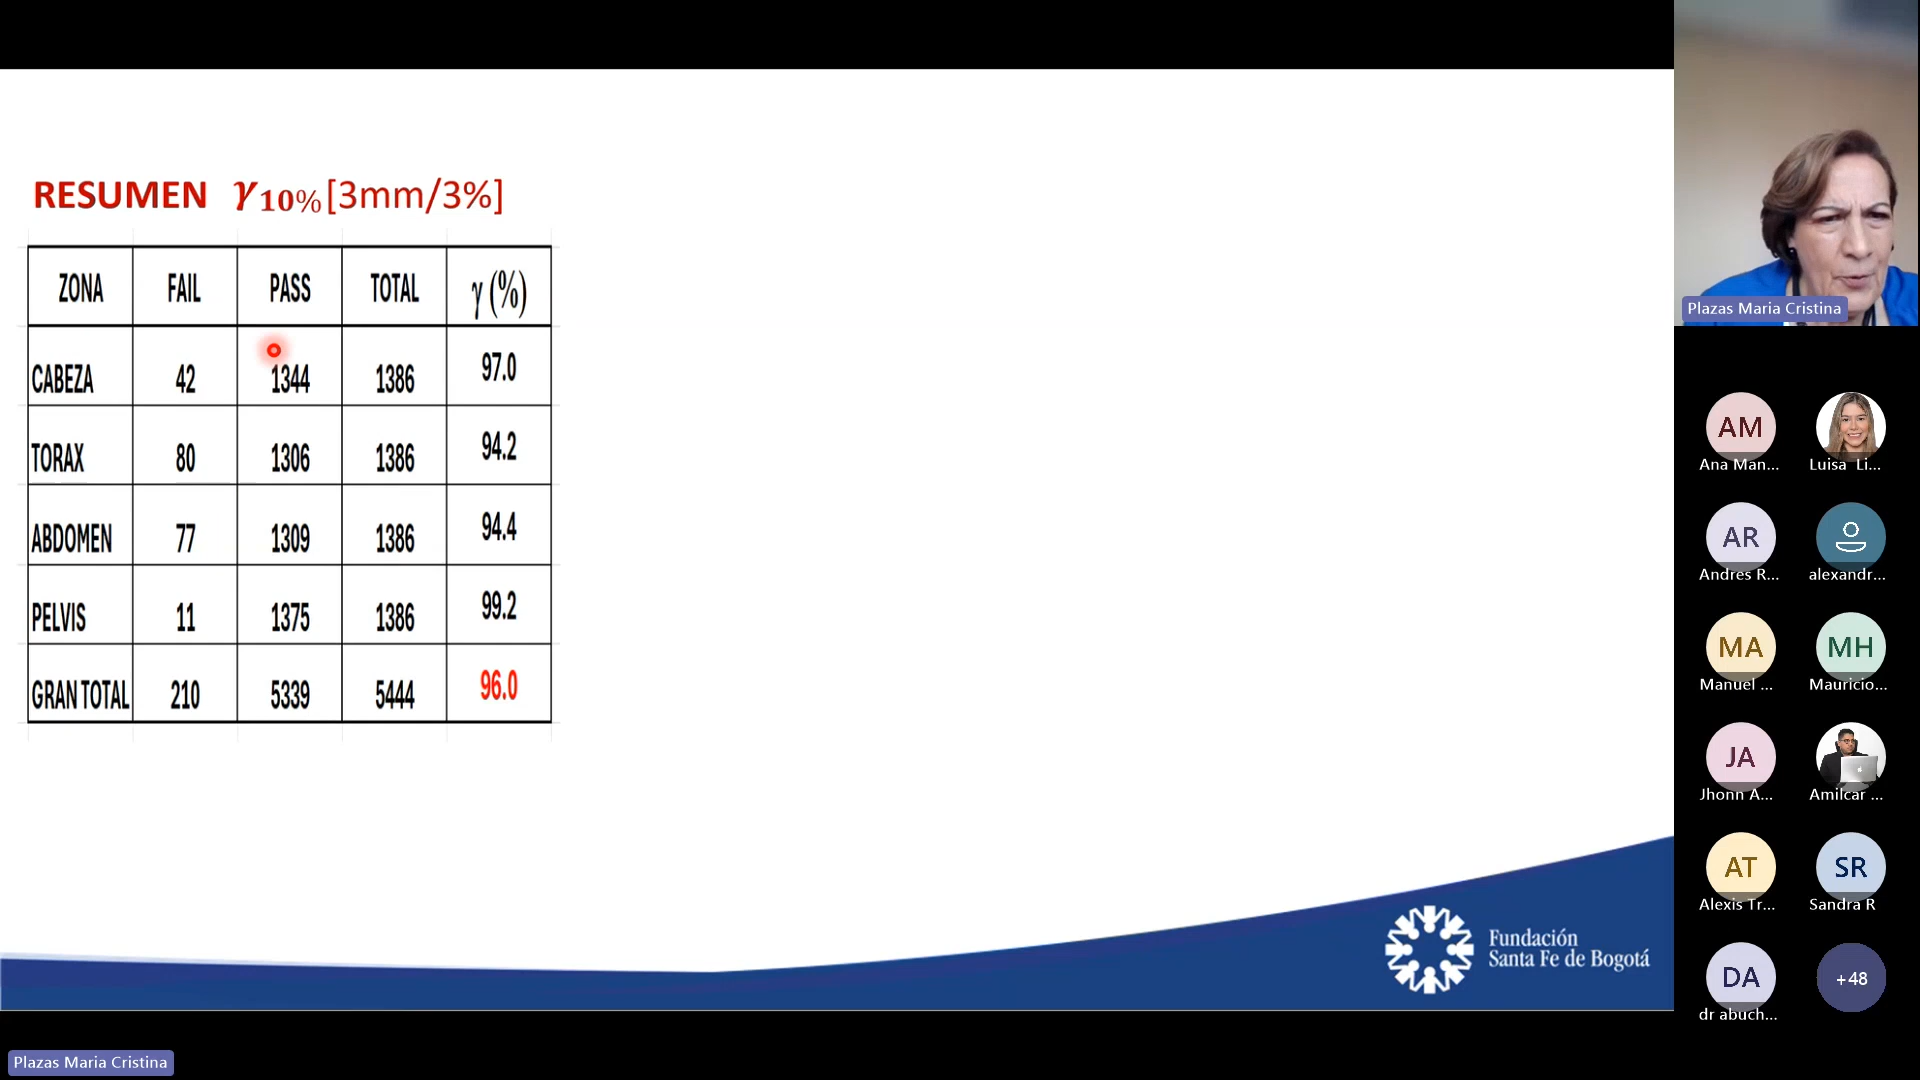 RESUMEN γ10% [3mm/3%]
ZONA FAIL PASS TOTAL γ (%)
CABEZA 42 1344 1386 97.0
TORAX 80 1306 1386 94.2
ABDOMEN 77 1309 1386 94.4
PELVIS 11 1375 1386 99.2
GRAN TOTAL 210 5339 5444 96.0
Fundación
Santa Fe de Bogotá
Plazas Maria Cristina
Plazas Maria Cristina
AM
Ana Man...
Luisa Li...
AR
Andres R...
alexandr...
MA
Manuel ...
MH
Mauricio...
JA
Jhonn A...
Amilcar ...
AT
Alexis Tr...
SR
Sandra R
DA
dr abuch...
+48